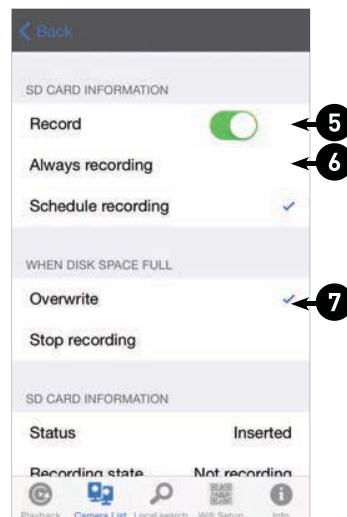 Back
SD CARD INFORMATION
Record
5
Always recording
6
Schedule recording
WHEN DISK SPACE FULL
Overwrite
7
Stop recording
SD CARD INFORMATION
Status Inserted
Recording state Not recording
Playback Camera List Local search Wifi Setup Info